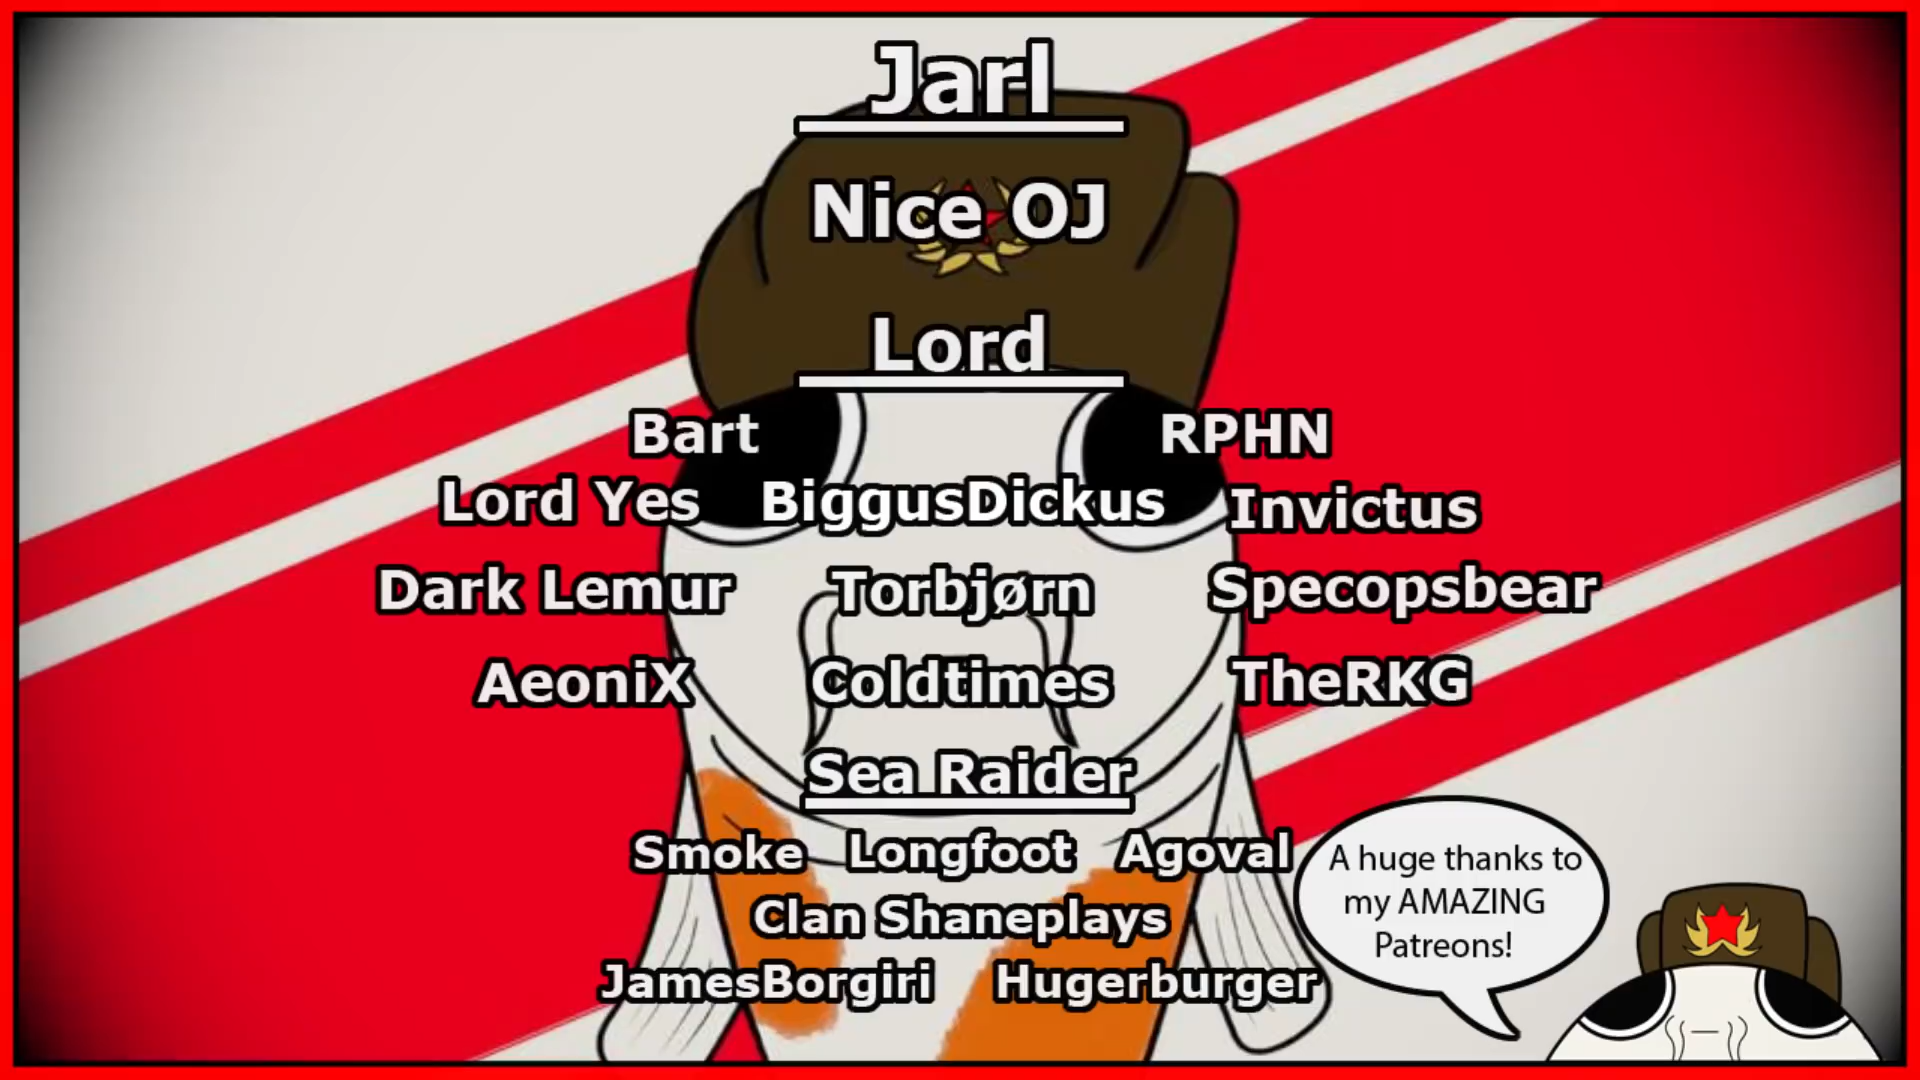 Jarl
Nice OJ
Lord
Bart RPHN
Lord Yes BiggusDickus Invictus
Dark Lemur Torbjørn Specopsbear
AeoniX Coldtimes TheRKG
Sea Raider
Smoke Longfoot Agoval
Clan Shaneplays
JamesBorgiri Hugerburger
A huge thanks to
my AMAZING
Patreons!